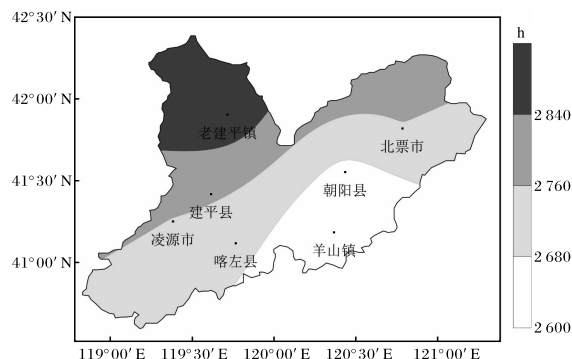 42°30′ N
h
42°00′ N
老建平镇
2 840
北票市
2 760
41°30′ N
朝阳县
建平县
凌源市
羊山镇
2 680
喀左县
41°00′ N
2 600
119°00′ E 119°30′ E 120°00′ E 120°30′ E 121°00′ E